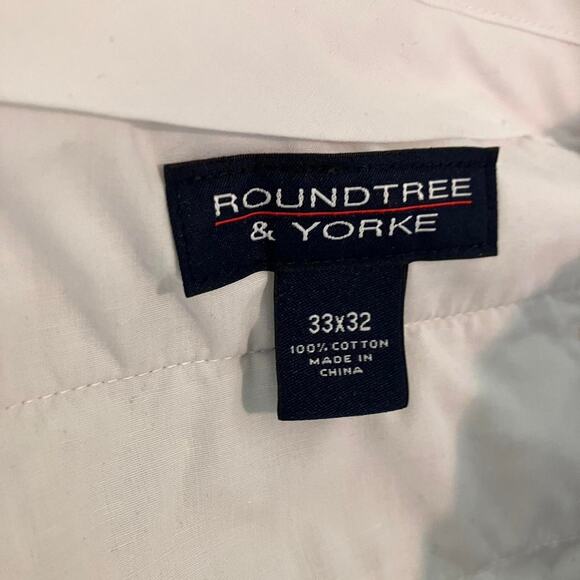 ROUNDTREE
& YORKE
33X32
100% COTTON
MADE IN
CHINA